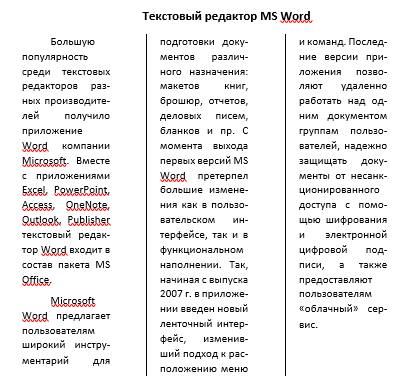 Текстовый редактор MS Word
Большую
популярность
среди текстовых
редакторов раз-
ных производите-
лей получило
приложение
Word компании
Microsoft. Вместе
с приложениями
Excel, PowerPoint,
Access, OneNote,
Outlook, Publisher
текстовый редак-
тор Word входит в
состав пакета MS
Office.
Microsoft
Word предлагает
пользователям
широкий инстру-
ментарий для
подготовки доку-
ментов различ-
ного назначения:
макетов книг,
брошюр, отчетов,
деловых писем,
бланков и пр. С
момента выхода
первых версий MS
Word претерпел
большие измене-
ния как в пользо-
вательском ин-
терфейсе, так и в
функциональном
наполнении. Так,
начиная с выпуска
2007 г. в приложе-
нии введен новый
ленточный интер-
фейс, изменив-
ший подход к рас-
положению меню
и команд. Послед-
ние версии при-
ложения позво-
ляют удаленно
работать над од-
ним документом
группам пользо-
вателей, надежно
защищать доку-
менты от несанк-
ционированного
доступа с помо-
щью шифрования
и электронной
цифровой под-
писи, а также
предоставляют
пользователям
«облачный» сер-
вис.